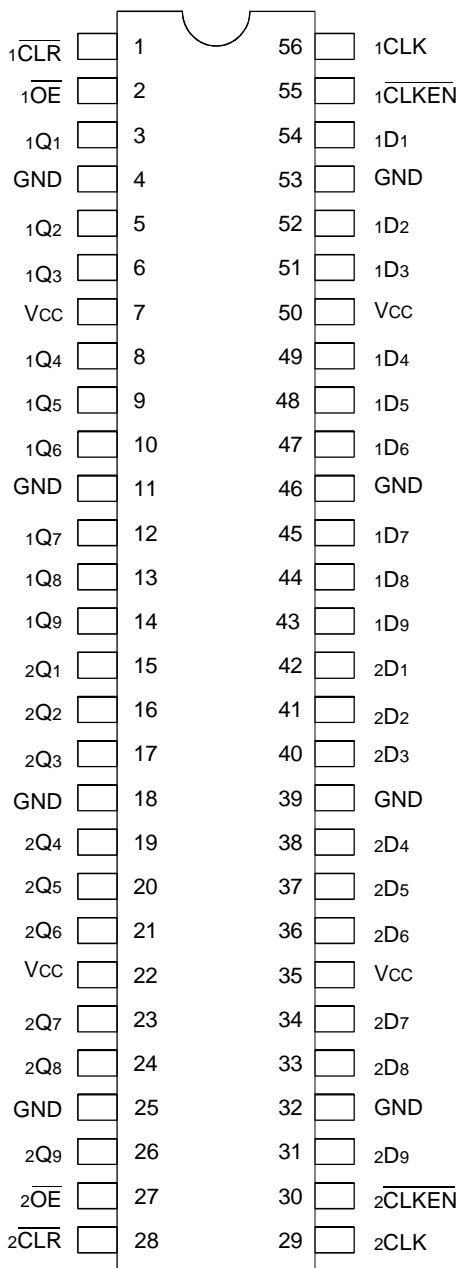 1CLR 1 56 1CLK
1OE 2 55 1CLKEN
1Q1 3 54 1D1
GND 4 53 GND
1Q2 5 52 1D2
1Q3 6 51 1D3
VCC 7 50 VCC
1Q4 8 49 1D4
1Q5 9 48 1D5
1Q6 10 47 1D6
GND 11 46 GND
1Q7 12 45 1D7
1Q8 13 44 1D8
1Q9 14 43 1D9
2Q1 15 42 2D1
2Q2 16 41 2D2
2Q3 17 40 2D3
GND 18 39 GND
2Q4 19 38 2D4
2Q5 20 37 2D5
2Q6 21 36 2D6
VCC 22 35 VCC
2Q7 23 34 2D7
2Q8 24 33 2D8
GND 25 32 GND
2Q9 26 31 2D9
2OE 27 30 2CLKEN
2CLR 28 29 2CLK